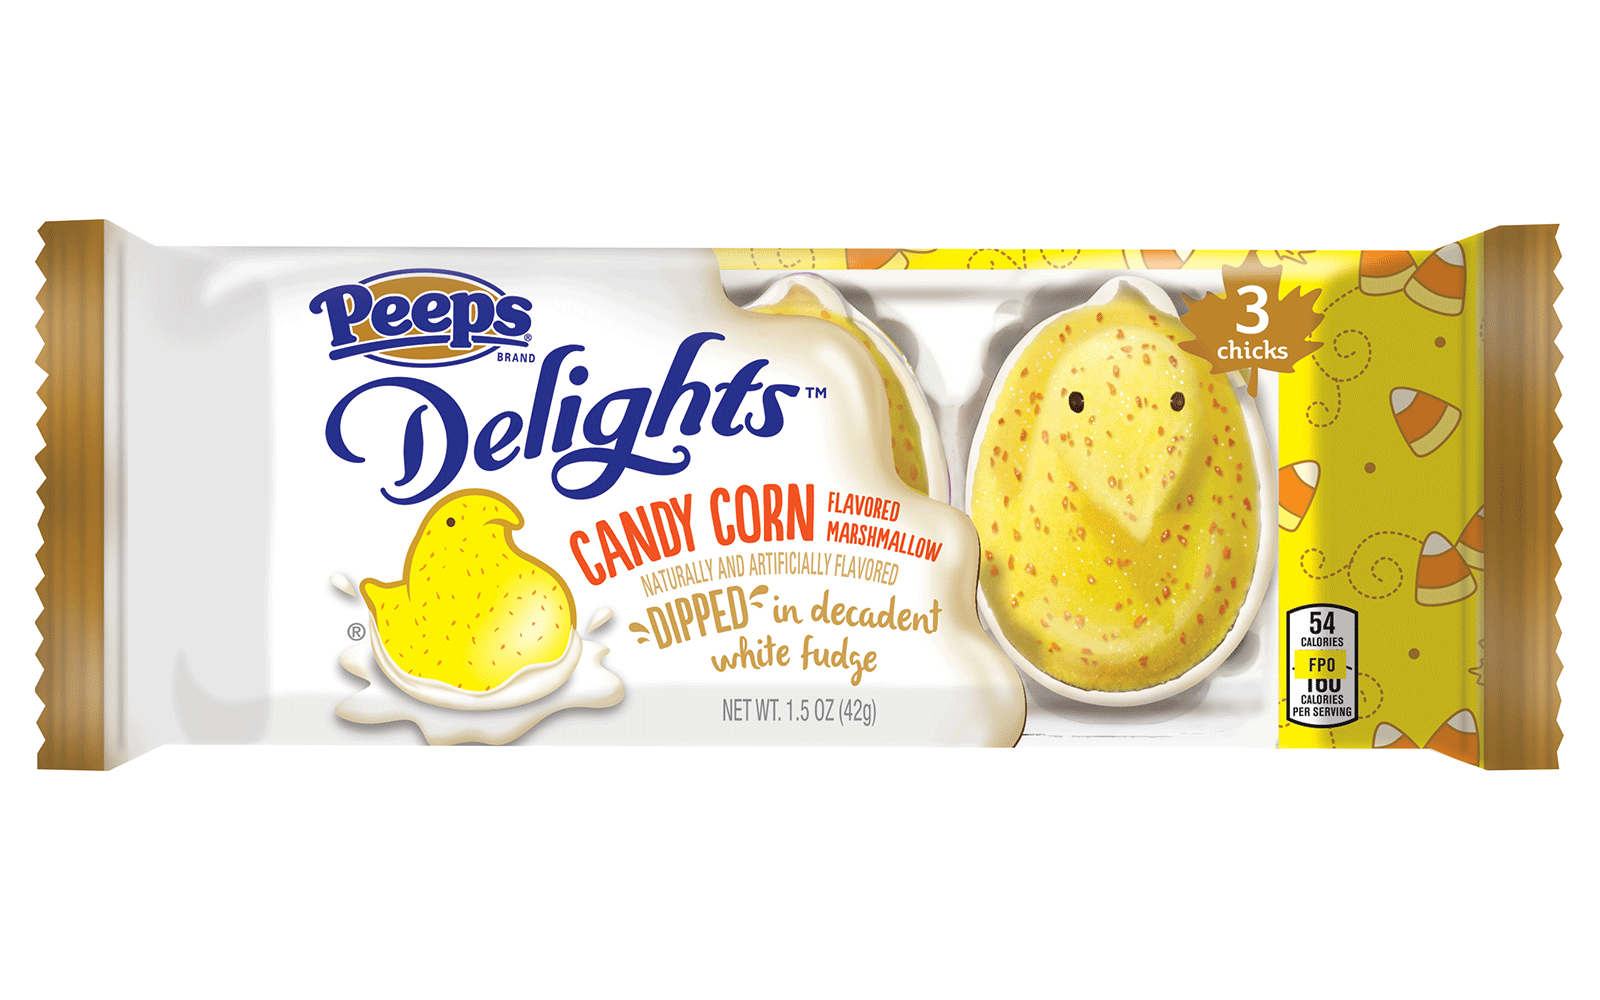 Peeps®
BRAND
Delights™
CANDY CORN
FLAVORED
MARSHMALLOW
NATURALLY AND ARTIFICIALLY FLAVORED
DIPPED in decadent
white fudge
NET WT. 1.5 OZ (42g)
®
3
chicks
54
CALORIES
FPO
160
CALORIES
PER SERVING